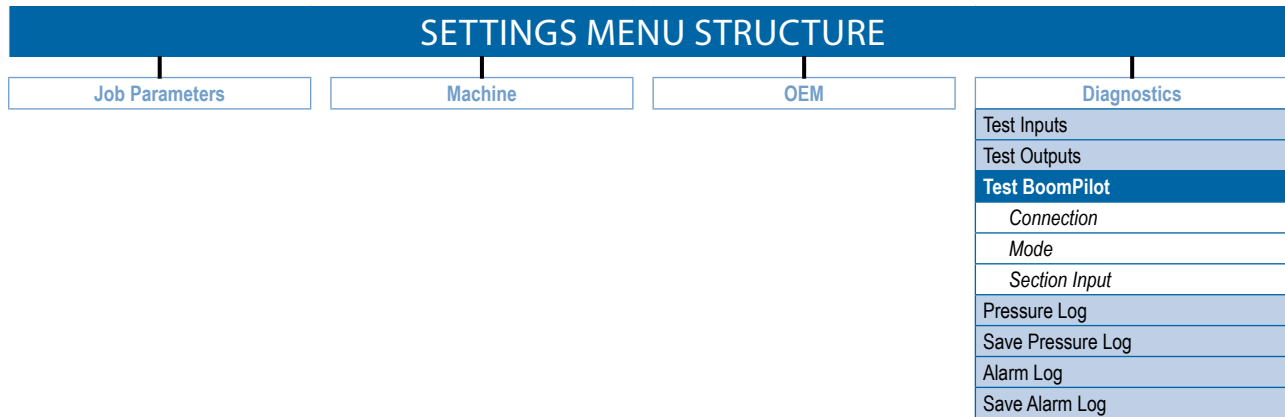 SETTINGS MENU STRUCTURE
Job Parameters
Machine
OEM
Diagnostics
Test Inputs
Test Outputs
Test BoomPilot
Connection
Mode
Section Input
Pressure Log
Save Pressure Log
Alarm Log
Save Alarm Log